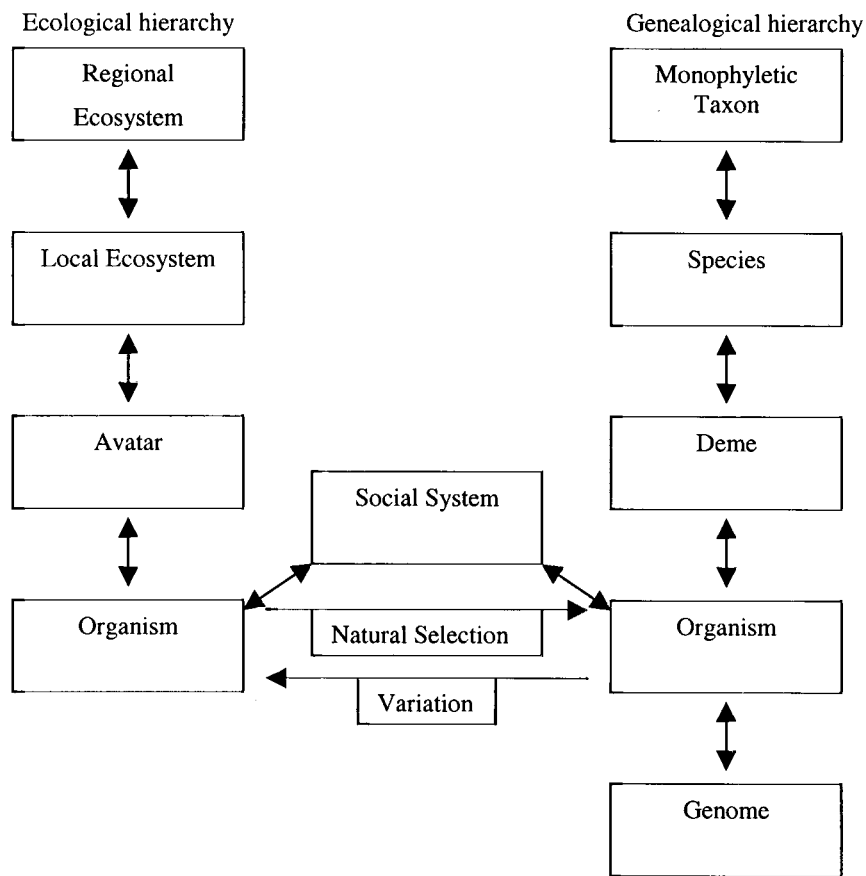 Ecological hierarchy
Genealogical hierarchy
Regional
Ecosystem
Monophyletic
Taxon
Local Ecosystem
Species
Avatar
Deme
Social System
Organism
Natural Selection
Organism
Variation
Genome